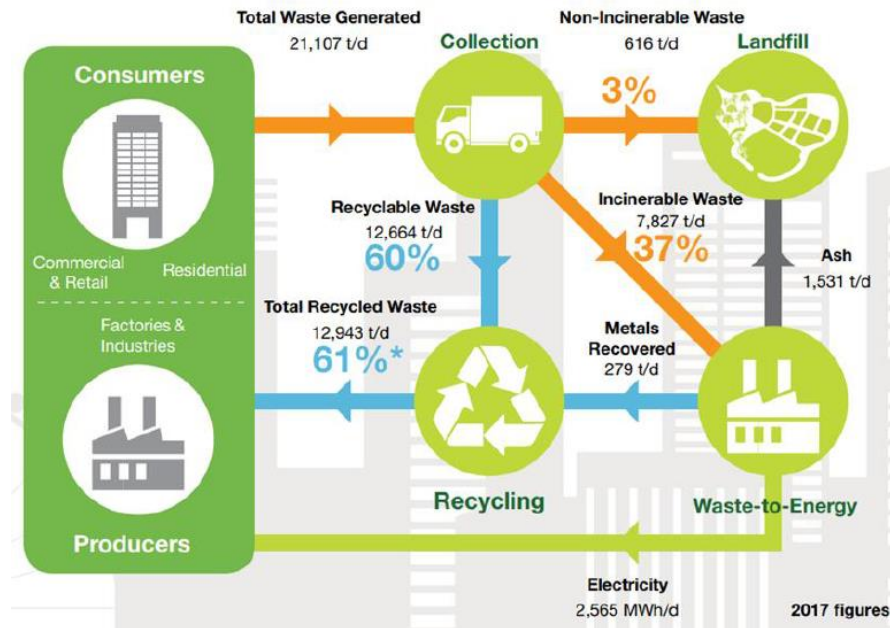 Total Waste Generated
21,107 t/d
Non-Incinerable Waste
616 t/d
Collection
Landfill
Consumers
3%
Recyclable Waste
12,664 t/d
60%
Incinerable Waste
7,827 t/d
37%
Commercial
& Retail
Residential
Ash
1,531 t/d
Factories &
Industries
Total Recycled Waste
12,943 t/d
61%*
Metals
Recovered
279 t/d
Recycling
Waste-to-Energy
Producers
Electricity
2,565 MWh/d
2017 figures